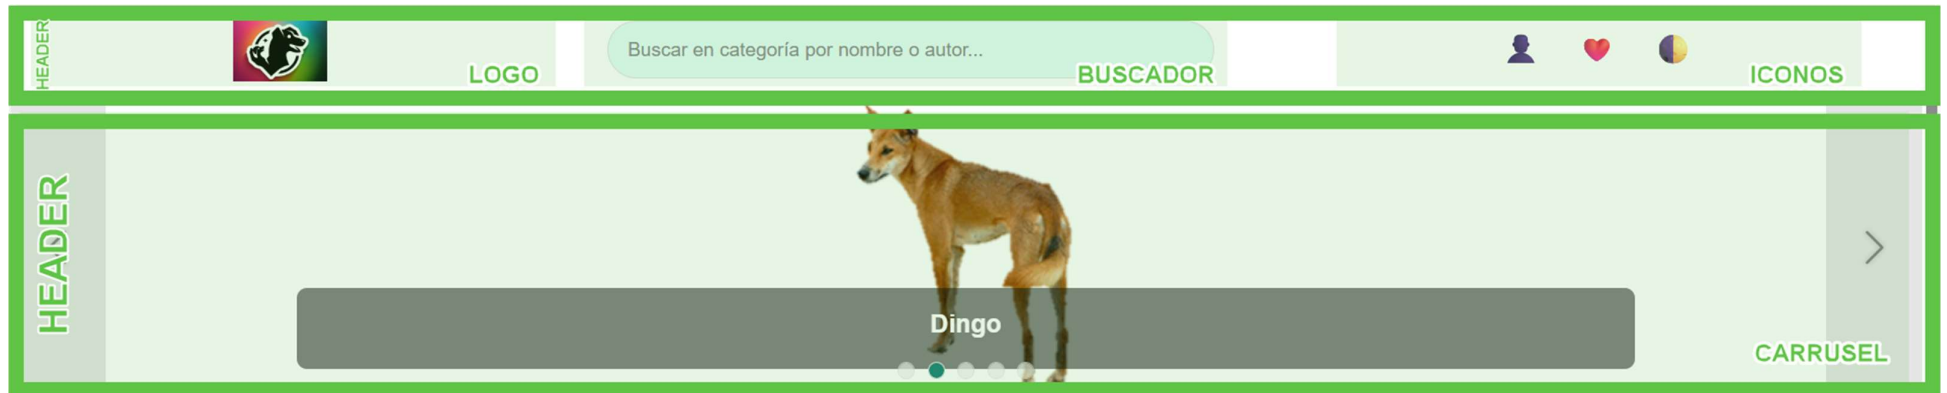 HEADER
LOGO
Buscar en categoría por nombre o autor...
BUSCADOR
ICONOS
HEADER
Dingo
CARRUSEL